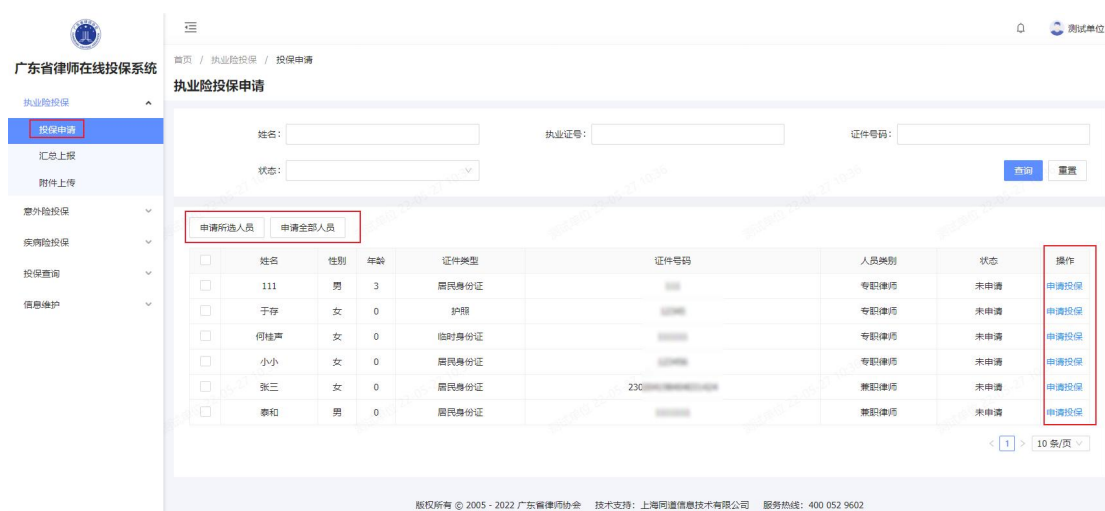 测试单位
广东省律师在线投保系统
首页 / 执业险投保 / 投保申请
执业险投保申请
执业险投保
投保申请
汇总上报
附件上传
意外险投保
疾病险投保
投保查询
信息维护
姓名: 执业证号: 证件号码:
状态: 查询 重置
申请所选人员 申请全部人员
姓名 性别 年龄 证件类型 证件号码 人员类别 状态 操作
111 男 3 居民身份证 专职律师 未申请 申请投保
于存 女 0 护照 专职律师 未申请 申请投保
何桂声 女 0 临时身份证 专职律师 未申请 申请投保
小小 女 0 居民身份证 专职律师 未申请 申请投保
张三 女 0 居民身份证 230 兼职律师 未申请 申请投保
泰和 男 0 居民身份证 兼职律师 未申请 申请投保
< 1 > 10 条/页
版权所有 © 2005 - 2022 广东省律师协会 技术支持: 上海同道信息技术有限公司 服务热线: 400 052 9602